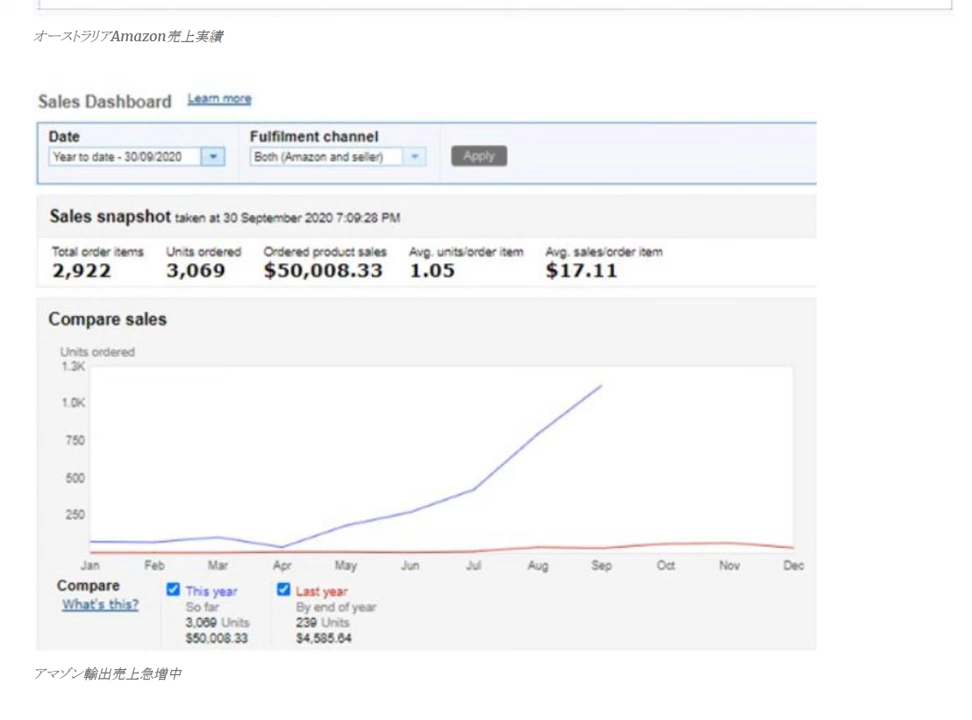 オーストラリアAmazon売上実績
Sales Dashboard Learn more
Date Fulfilment channel
Year to date - 30/09/2020 Both (Amazon and seller) Apply
Sales snapshot taken at 30 September 2020 7:09:28 PM
Total order items Units ordered Ordered product sales Avg. units/order item Avg. sales/order item
2,922 3,069 $50,008.33 1.05 $17.11
Compare sales
Units ordered
1.3K
1.0K
750
500
250
Jan Feb Mar Apr May Jun Jul Aug Sep Oct Nov Dec
Compare This year Last year
What's this? So far By end of year
3,069 Units 239 Units
$50,008.33 $4,585.64
アマゾン輸出売上急増中